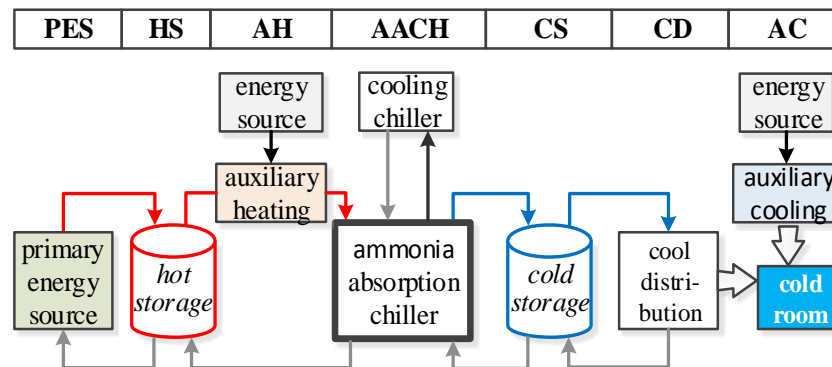 PES HS AH AACH CS CD AC
energy
source
cooling
chiller
energy
source
auxiliary
heating
auxiliary
cooling
primary
energy
source
hot
storage
ammonia
absorption
chiller
cold
storage
cool
distri-
bution
cold
room